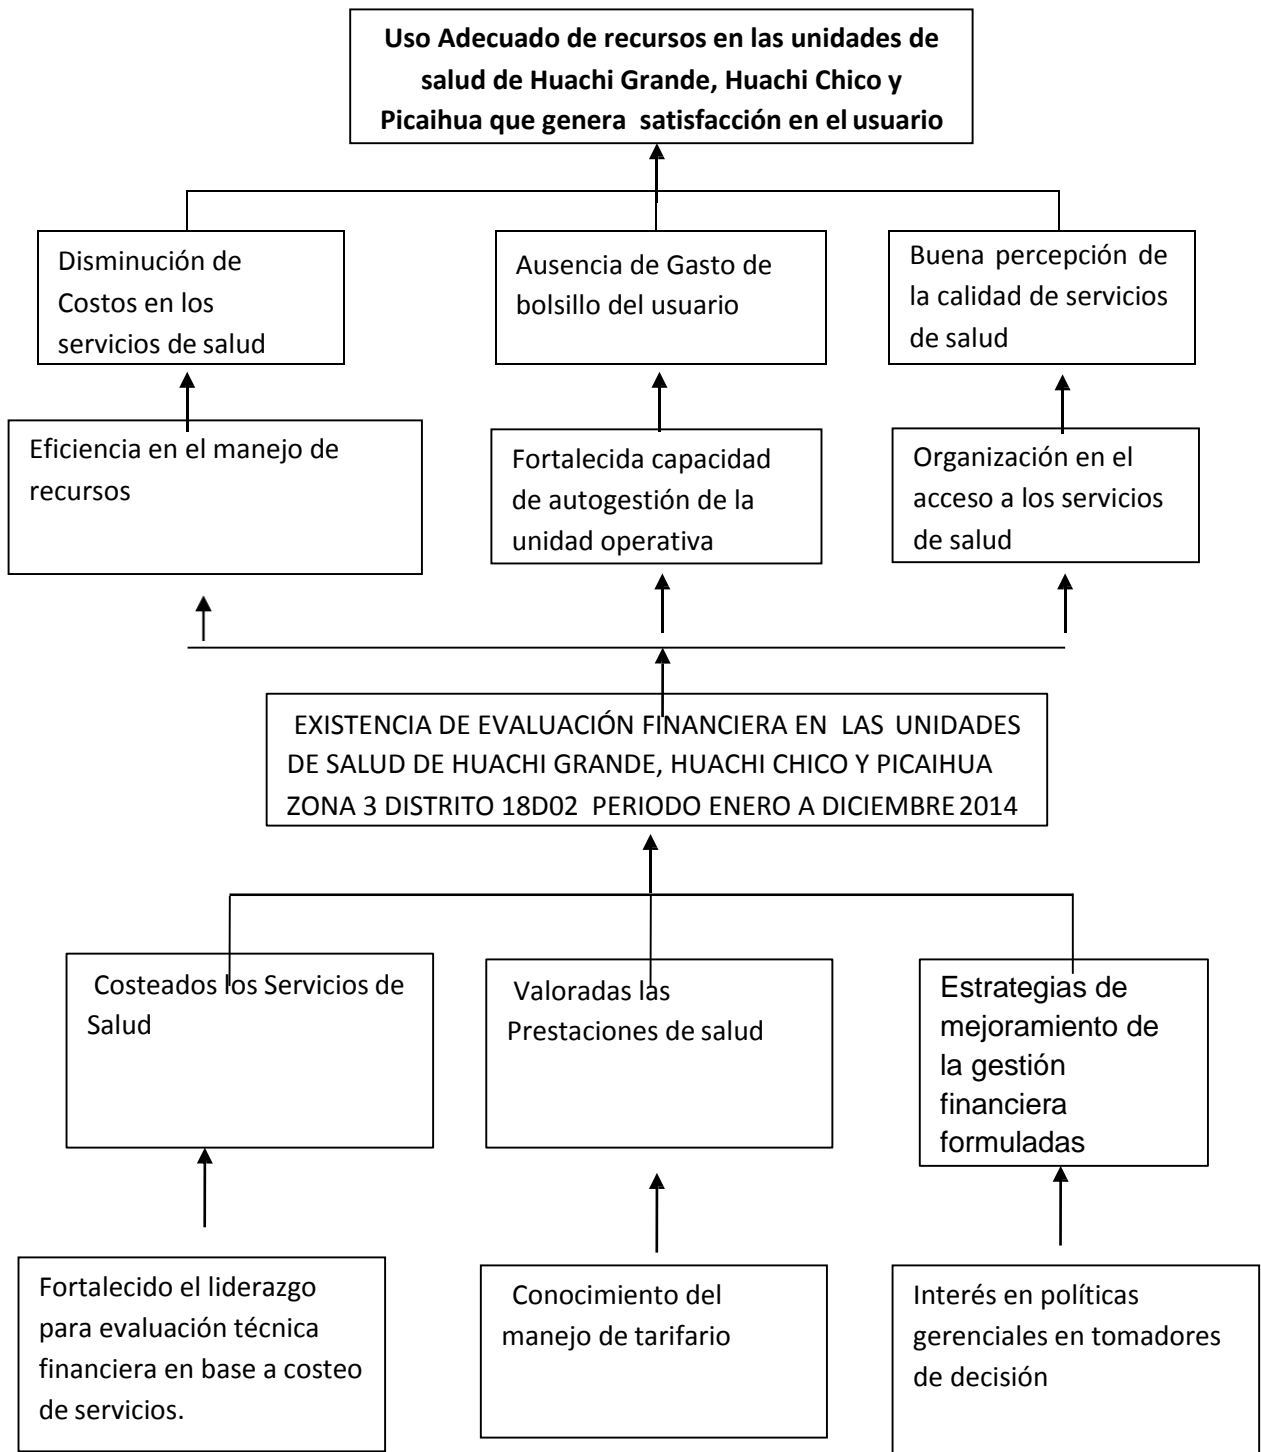 Uso Adecuado de recursos en las unidades de
salud de Huachi Grande, Huachi Chico y
Picaihua que genera satisfacción en el usuario
Disminución de
Costos en los
servicios de salud
Ausencia de Gasto de
bolsillo del usuario
Buena percepción de
la calidad de servicios
de salud
Eficiencia en el manejo de
recursos
Fortalecida capacidad
de autogestión de la
unidad operativa
Organización en el
acceso a los servicios
de salud
EXISTENCIA DE EVALUACIÓN FINANCIERA EN LAS UNIDADES
DE SALUD DE HUACHI GRANDE, HUACHI CHICO Y PICAIHUA
ZONA 3 DISTRITO 18D02 PERIODO ENERO A DICIEMBRE 2014
Costeados los Servicios de
Salud
Valoradas las
Prestaciones de salud
Estrategias de
mejoramiento de
la gestión
financiera
formuladas
Fortalecido el liderazgo
para evaluación técnica
financiera en base a costeo
de servicios.
Conocimiento del
manejo de tarifario
Interés en políticas
gerenciales en tomadores
de decisión